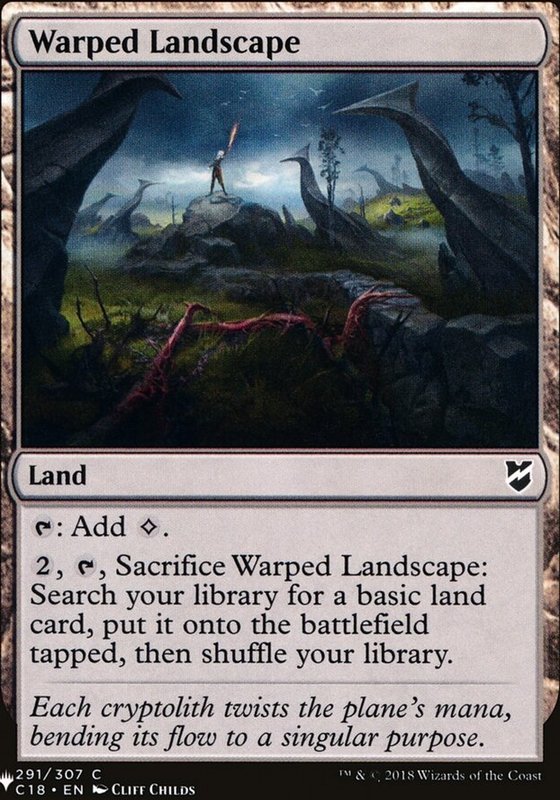 Warped Landscape
Land
: Add .
2, , Sacrifice Warped Landscape:
Search your library for a basic land
card, put it onto the battlefield
tapped, then shuffle your library.
Each cryptolith twists the plane's mana,
bending its flow to a singular purpose.
291/307 C
C18 • EN Cliff Childs
™ & © 2018 Wizards of the Coast